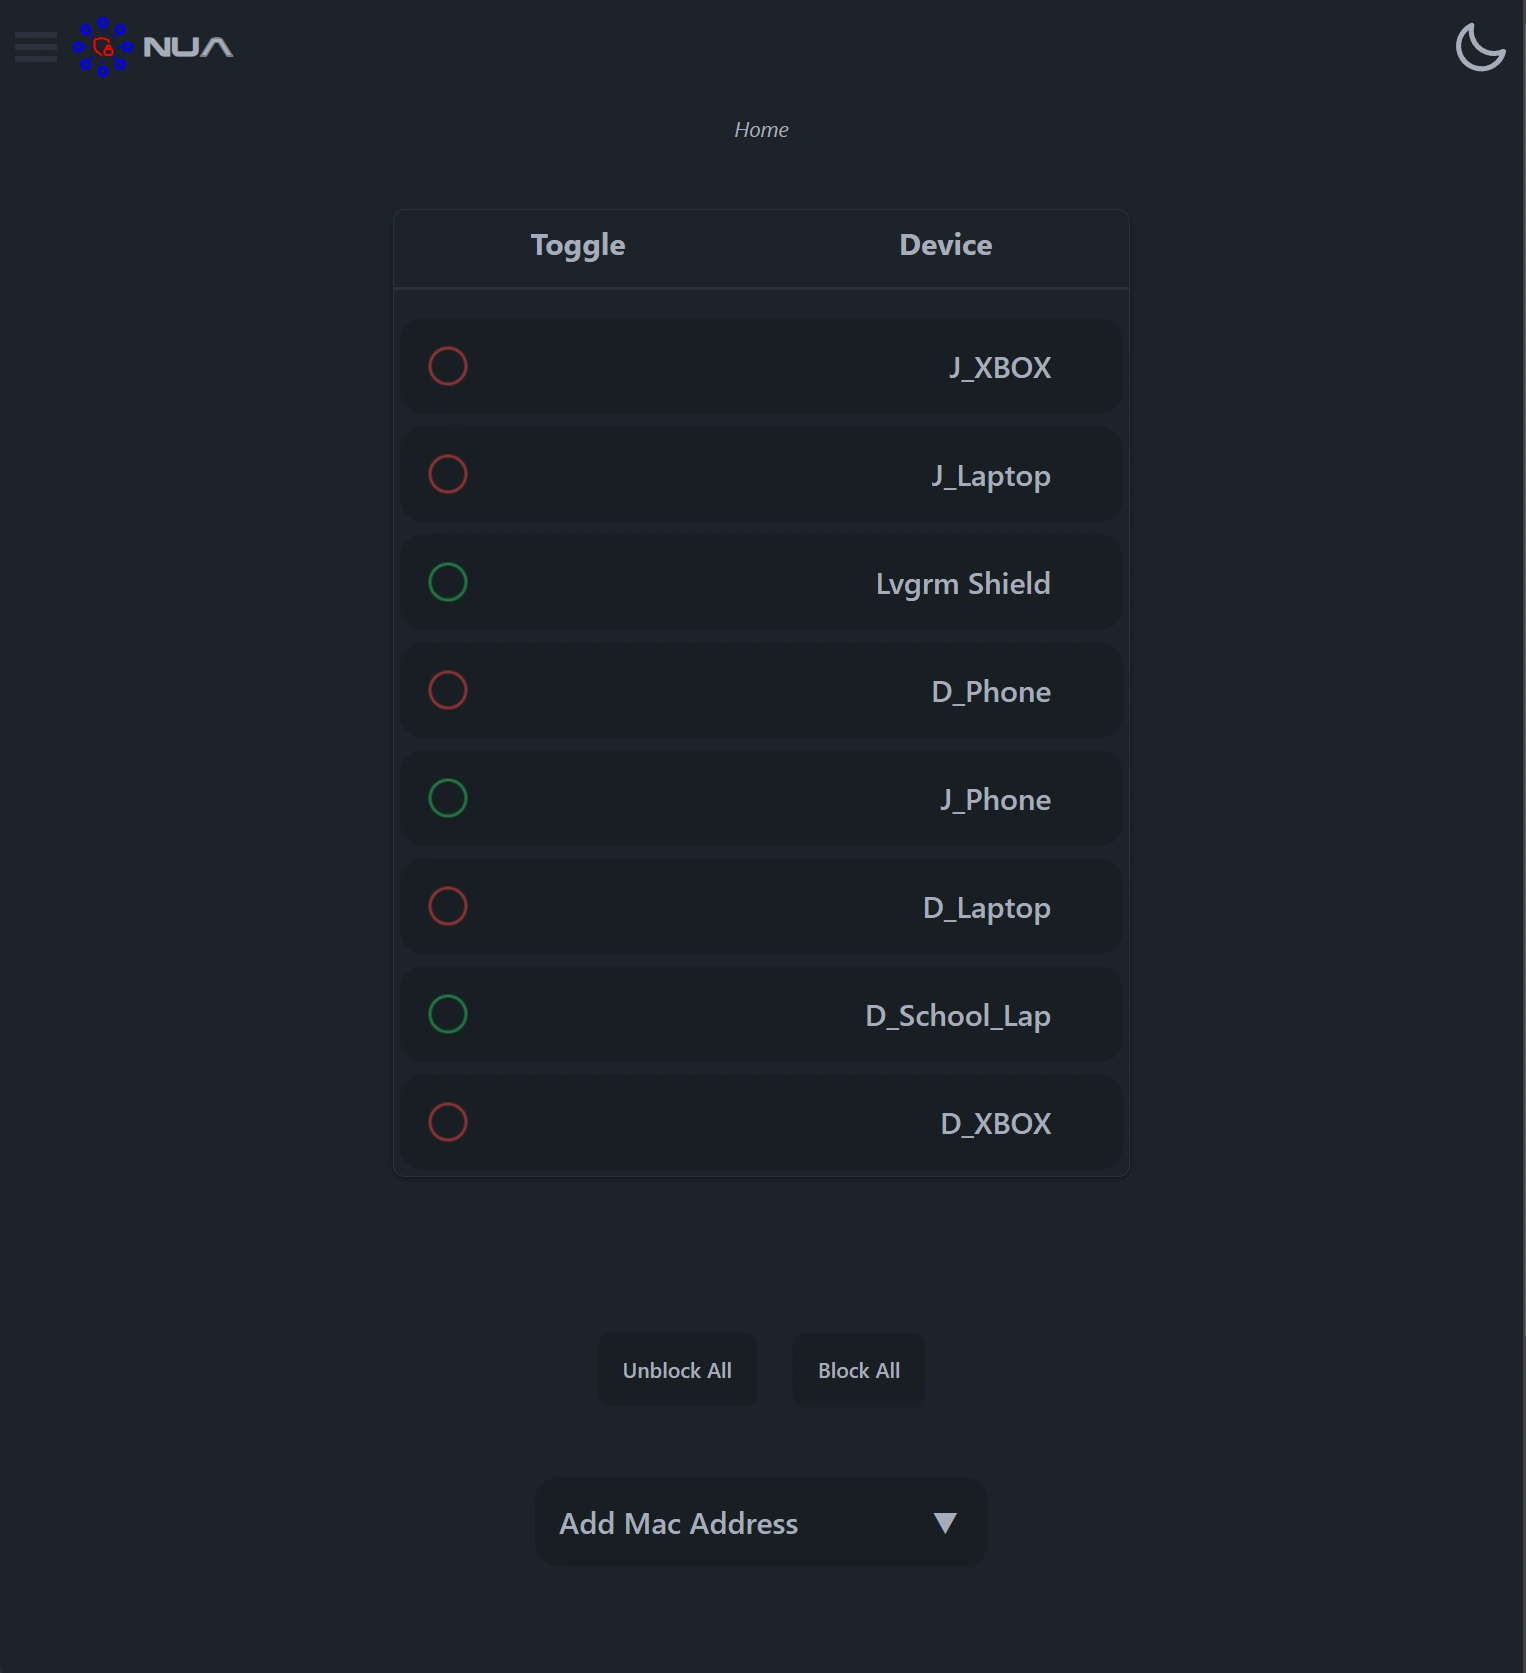 NUA
Home
Toggle Device
J_XBOX
J_Laptop
Lvgrm Shield
D_Phone
J_Phone
D_Laptop
D_School_Lap
D_XBOX
Unblock All Block All
Add Mac Address